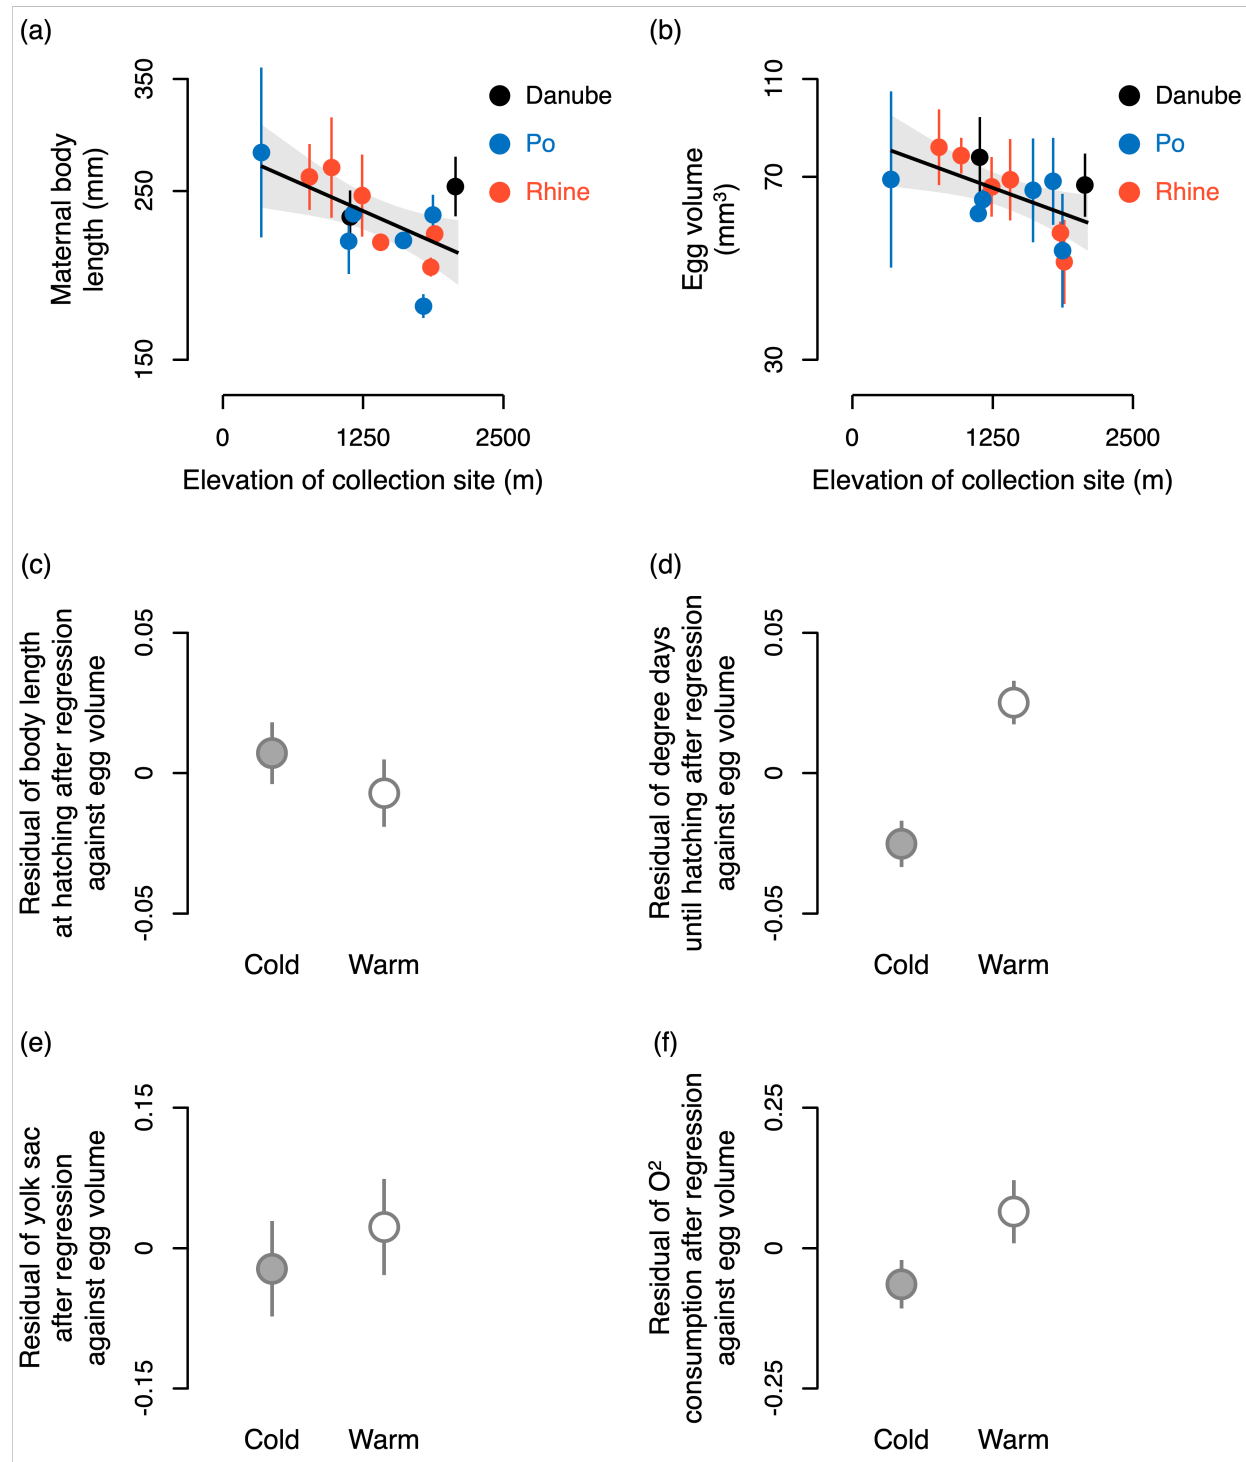 (a)
350
250
150
Maternal body
length (mm)
Danube
Po
Rhine
0
1250
2500
Elevation of collection site (m)
(b)
110
70
30
Egg volume
(mm³)
Danube
Po
Rhine
0
1250
2500
Elevation of collection site (m)
(c)
Residual of body length
at hatching after regression
against egg volume
0.05
0
-0.05
Cold
Warm
(d)
Residual of degree days
until hatching after regression
against egg volume
0.05
0
-0.05
Cold
Warm
(e)
Residual of yolk sac
after regression
against egg volume
0.15
0
-0.15
Cold
Warm
(f)
Residual of O²
consumption after regression
against egg volume
0.25
0
-0.25
Cold
Warm